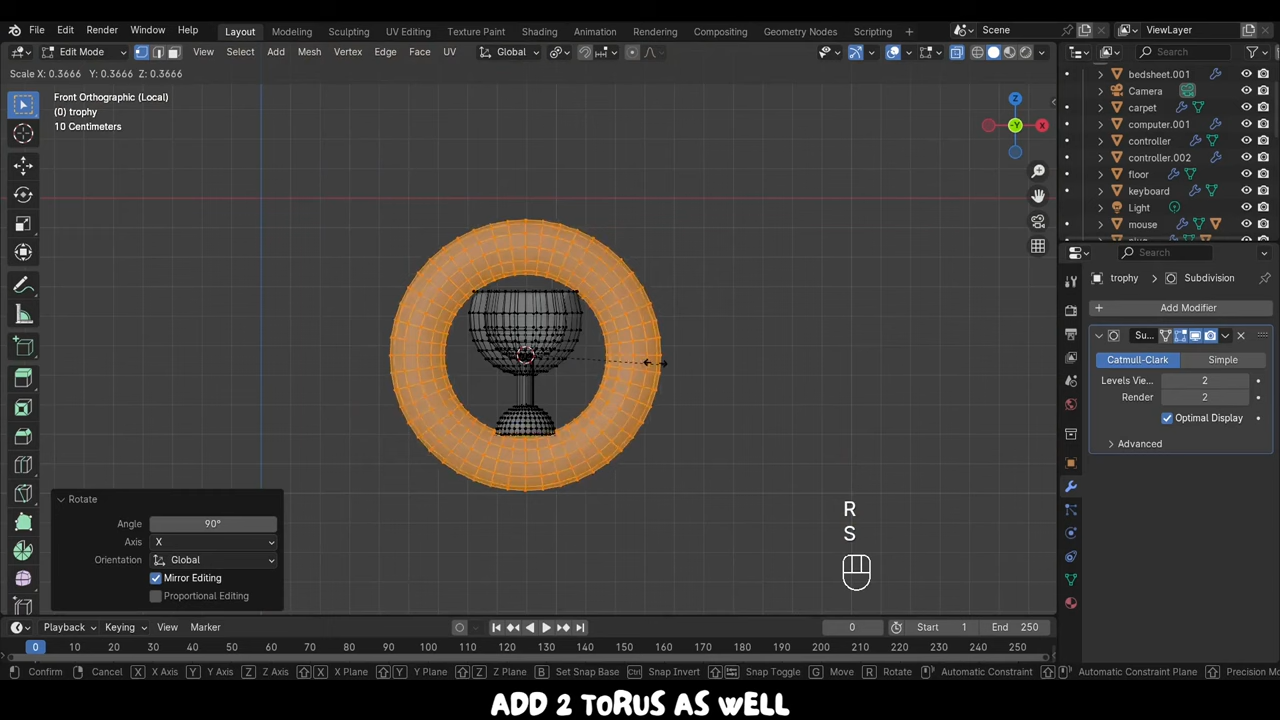 File Edit Render Window Help Layout Modeling Sculpting UV Editing Texture Paint Shading Animation Rendering Compositing Geometry Nodes Scripting + Scene ViewLayer
Edit Mode View Select Add Mesh Vertex Edge Face UV Global Search
Scale X: 0.3666 Y: 0.3666 Z: 0.3666
Front Orthographic (Local)
(0) trophy
10 Centimeters
Z
-Y
X
bedsheet.001
Camera
carpet
computer.001
controller
controller.002
floor
keyboard
Light
mouse
Search
trophy > Subdivision
+ Add Modifier
Su...
Catmull-Clark Simple
Levels Vie... 2
Render 2
Optimal Display
Advanced
Rotate
Angle 90°
Axis X
Orientation Global
Mirror Editing
Proportional Editing
R
S
Playback Keying View Marker 0 Start 1 End 250
0 10 20 30 40 50 60 70 80 90 100 110 120 130 140 150 160 170 180 190 200 210 220 230 240 250
Confirm Cancel X X Axis Y Y Axis Z Z Axis X X Plane Y Y Plane Z Z Plane B Set Snap Base Ctrl Snap Invert Snap Toggle G Move R Rotate Automatic Constraint Automatic Constraint Plane Precision Mo
ADD 2 TORUS AS WELL